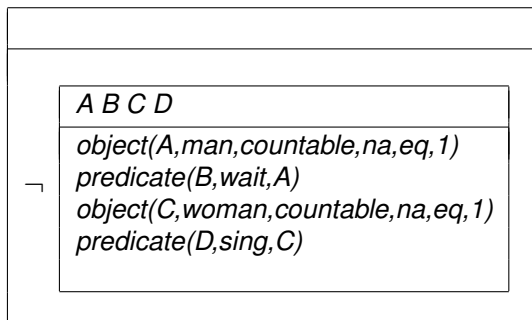 A B C D
object(A,man,countable,na,eq,1)
predicate(B,wait,A)
¬
object(C,woman,countable,na,eq,1)
predicate(D,sing,C)